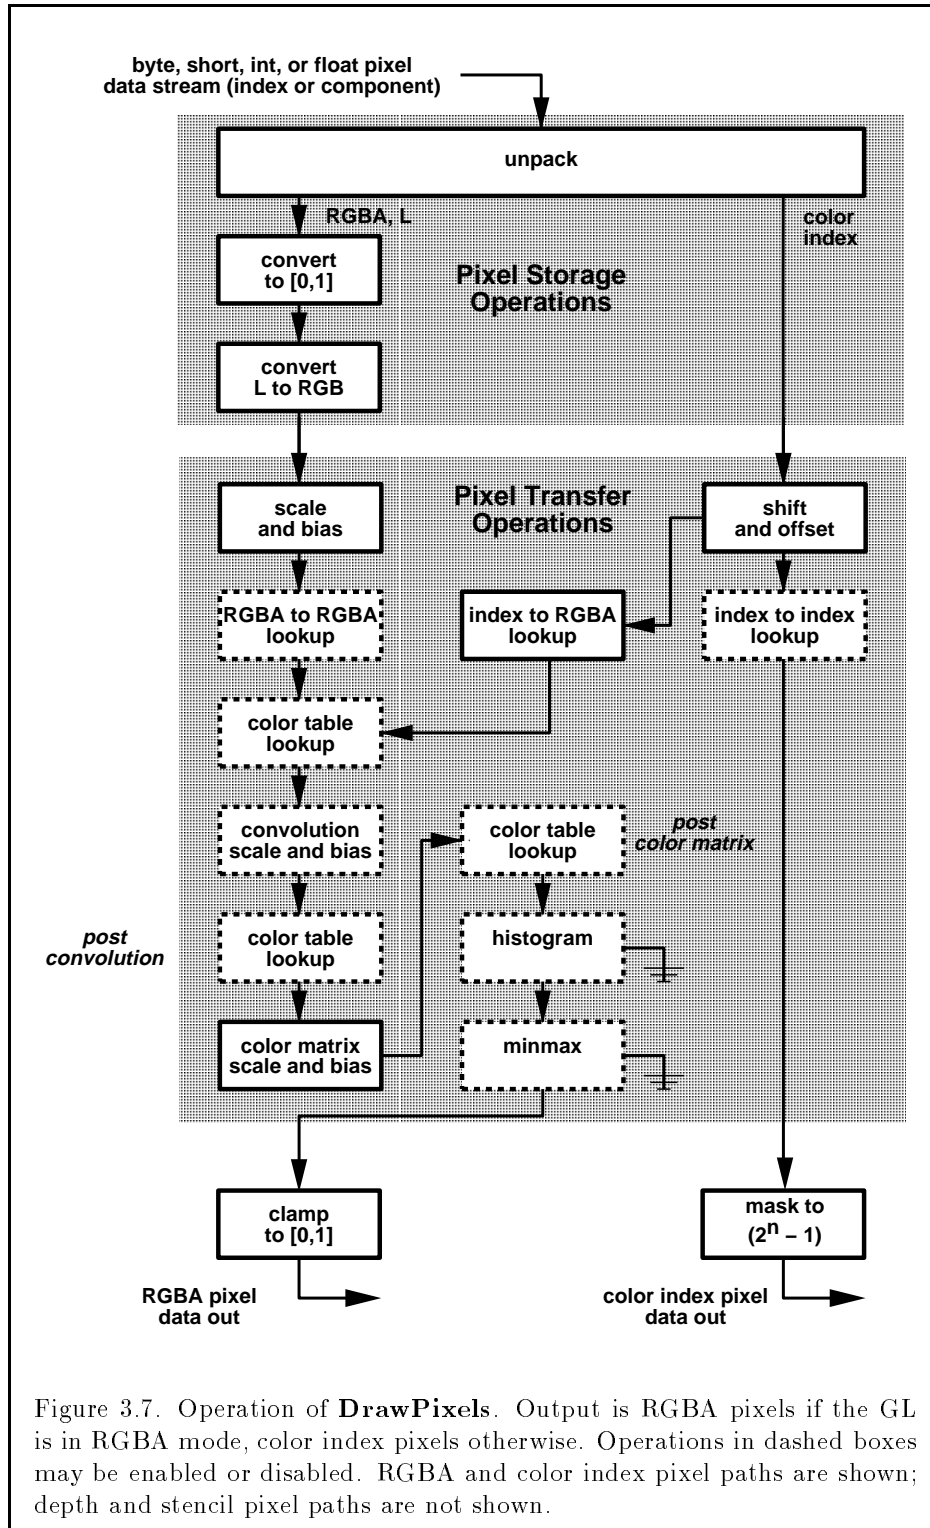 byte, short, int, or float pixel
data stream (index or component)
unpack
RGBA, L
color
index
convert
to [0,1]
Pixel Storage
Operations
convert
L to RGB
scale
and bias
Pixel Transfer
Operations
shift
and offset
RGBA to RGBA
lookup
index to RGBA
lookup
index to index
lookup
color table
lookup
convolution
scale and bias
color table
lookup
post
color matrix
post
convolution
color table
lookup
histogram
color matrix
scale and bias
minmax
clamp
to [0,1]
mask to
(2^n – 1)
RGBA pixel
data out
color index pixel
data out
Figure 3.7. Operation of DrawPixels. Output is RGBA pixels if the GL
is in RGBA mode, color index pixels otherwise. Operations in dashed boxes
may be enabled or disabled. RGBA and color index pixel paths are shown;
depth and stencil pixel paths are not shown.